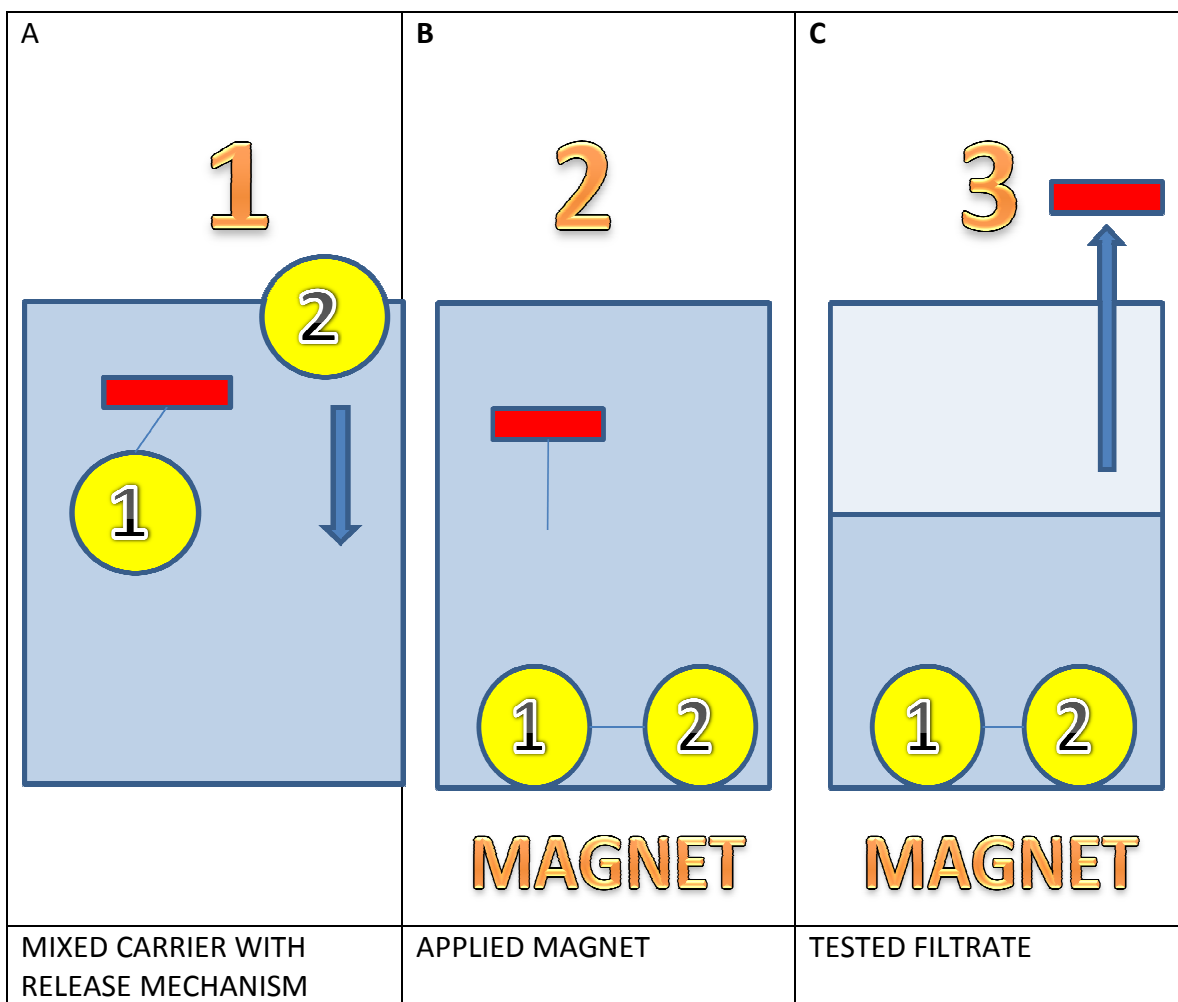 A
B
C
1
2
3
2
1
1
2
1
2
MAGNET
MAGNET
MIXED CARRIER WITH
RELEASE MECHANISM
APPLIED MAGNET
TESTED FILTRATE